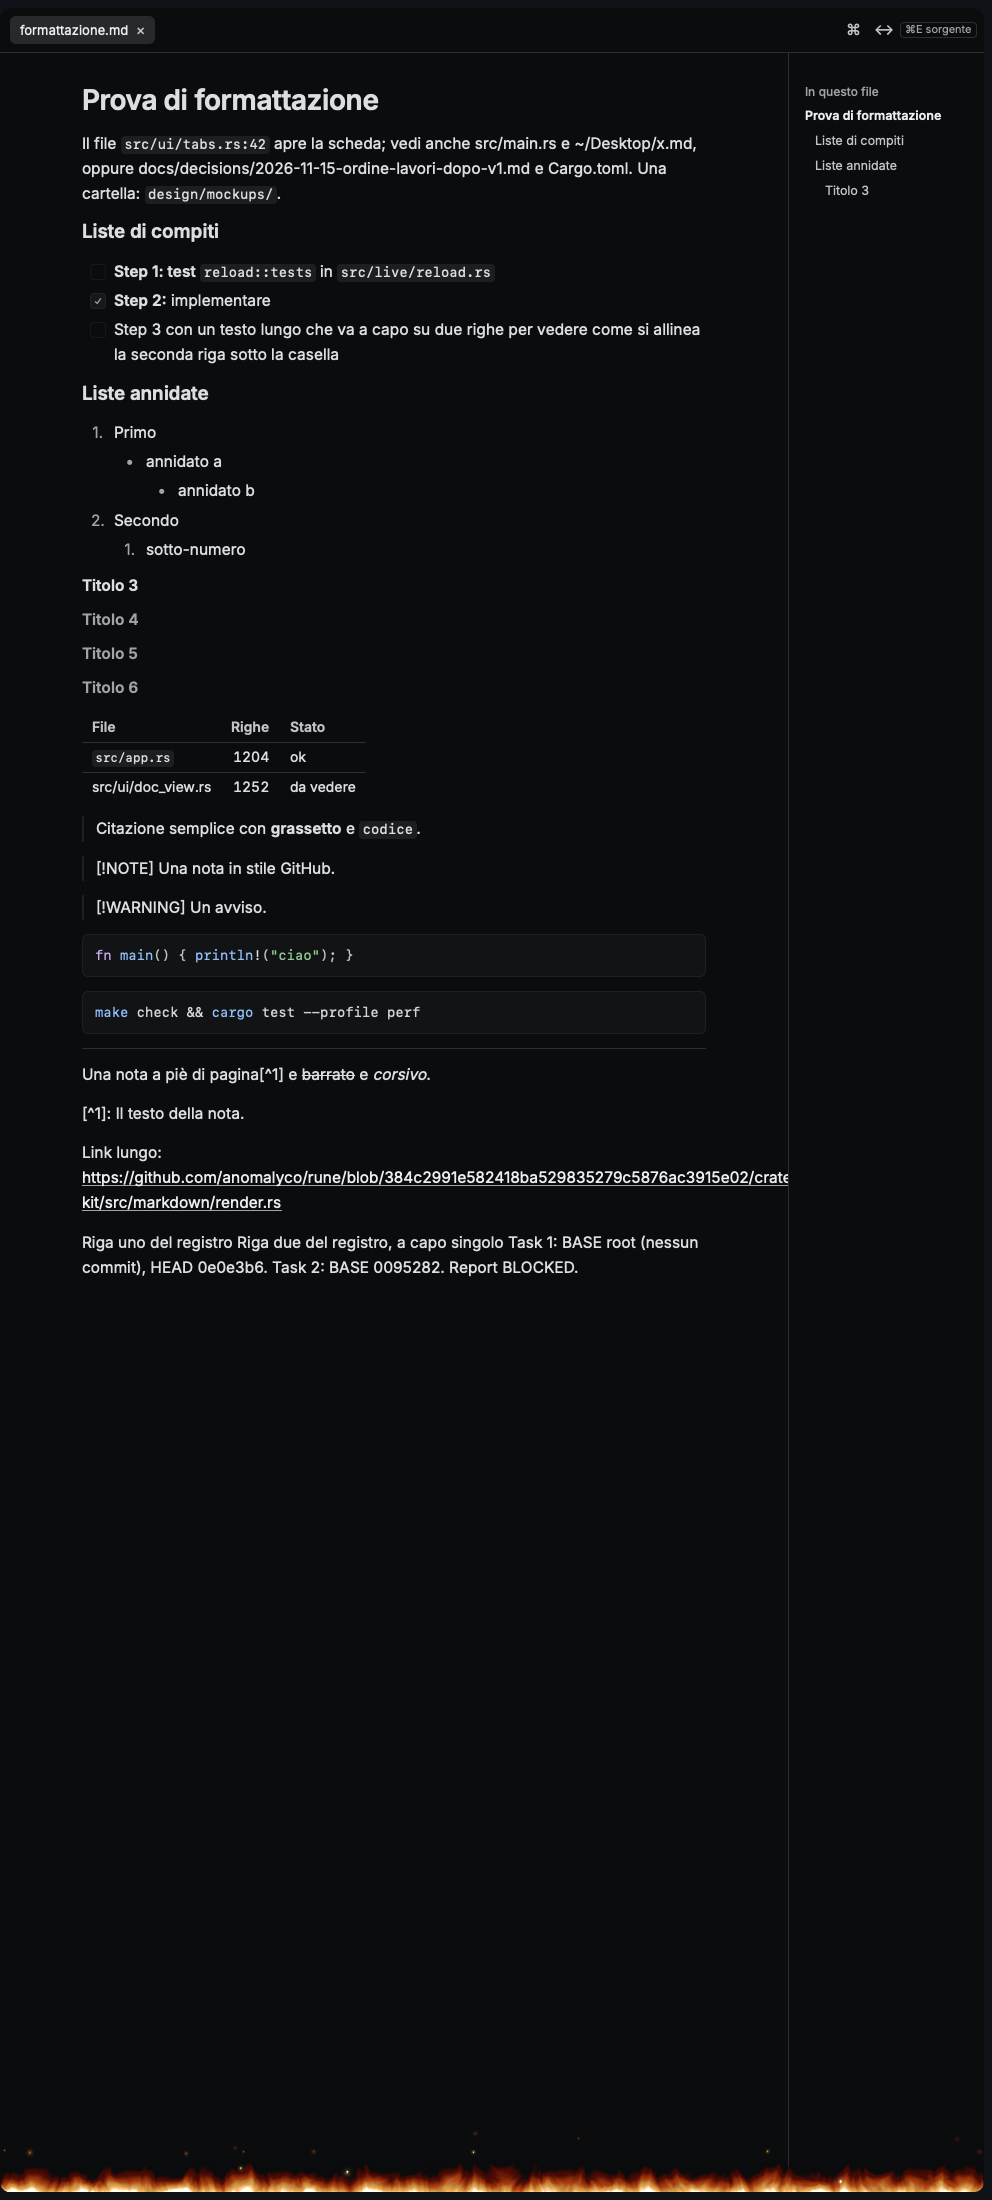 formattazione.md ×
⌘ ↔ ⌘E sorgente
Prova di formattazione
Il file src/ui/tabs.rs:42 apre la scheda; vedi anche src/main.rs e ~/Desktop/x.md,
oppure docs/decisions/2026-11-15-ordine-lavori-dopo-v1.md e Cargo.toml. Una
cartella: design/mockups/.
Liste di compiti
Step 1: test reload::tests in src/live/reload.rs
✓ Step 2: implementare
Step 3 con un testo lungo che va a capo su due righe per vedere come si allinea
la seconda riga sotto la casella
Liste annidate
1. Primo
• annidato a
• annidato b
2. Secondo
1. sotto-numero
Titolo 3
Titolo 4
Titolo 5
Titolo 6
File Righe Stato
src/app.rs 1204 ok
src/ui/doc_view.rs 1252 da vedere
Citazione semplice con grassetto e codice.
[!NOTE] Una nota in stile GitHub.
[!WARNING] Un avviso.
fn main() { println!("ciao"); }
make check && cargo test --profile perf
Una nota a piè di pagina[^1] e barrato e corsivo.
[^1]: Il testo della nota.
Link lungo:
https://github.com/anomalyco/rune/blob/384c2991e582418ba529835279c5876ac3915e02/crate
kit/src/markdown/render.rs
Riga uno del registro Riga due del registro, a capo singolo Task 1: BASE root (nessun
commit), HEAD 0e0e3b6. Task 2: BASE 0095282. Report BLOCKED.
In questo file
Prova di formattazione
Liste di compiti
Liste annidate
Titolo 3